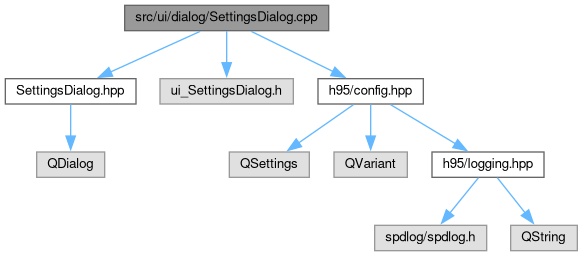 src/ui/dialog/SettingsDialog.cpp
SettingsDialog.hpp
ui_SettingsDialog.h
h95/config.hpp
QDialog
QSettings
QVariant
h95/logging.hpp
spdlog/spdlog.h
QString